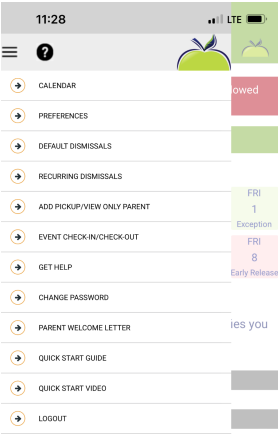 11:28
LTE
?
CALENDAR
lowed
PREFERENCES
DEFAULT DISMISSALS
RECURRING DISMISSALS
FRI
ADD PICKUP/VIEW ONLY PARENT
1
Exception
EVENT CHECK-IN/CHECK-OUT
FRI
8
GET HELP
Early Release
CHANGE PASSWORD
PARENT WELCOME LETTER
ies you
QUICK START GUIDE
QUICK START VIDEO
LOGOUT